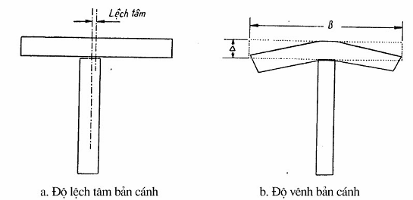 Lệch tâm
B
Δ
a. Độ lệch tâm bản cánh
b. Độ vênh bản cánh